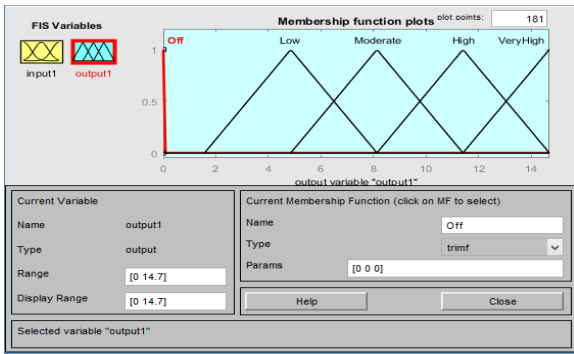 FIS Variables
Membership function plots plot points: 181
input1 output1
Off Low Moderate High VeryHigh
1
0.5
0
0 2 4 6 8 10 12 14
output variable "output1"
Current Variable
Name output1
Type output
Range [0 14.7]
Display Range [0 14.7]
Current Membership Function (click on MF to select)
Name Off
Type trimf
Params [0 0 0]
Help Close
Selected variable "output1"